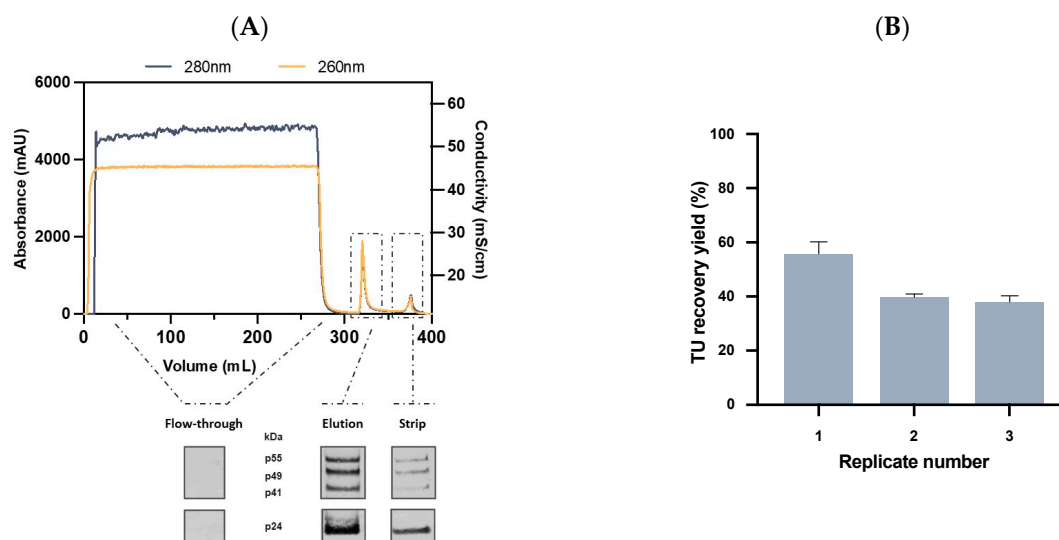 (A)
280nm 260nm
6000
4000
2000
0
Absorbance (mAU)
60
50
40
30
20
Conductivity (mS/cm)
0 100 200 300 400
Volume (mL)
Flow-through Elution Strip
kDa
p55
p49
p41
p24
(B)
100
80
60
40
20
0
TU recovery yield (%)
1 2 3
Replicate number